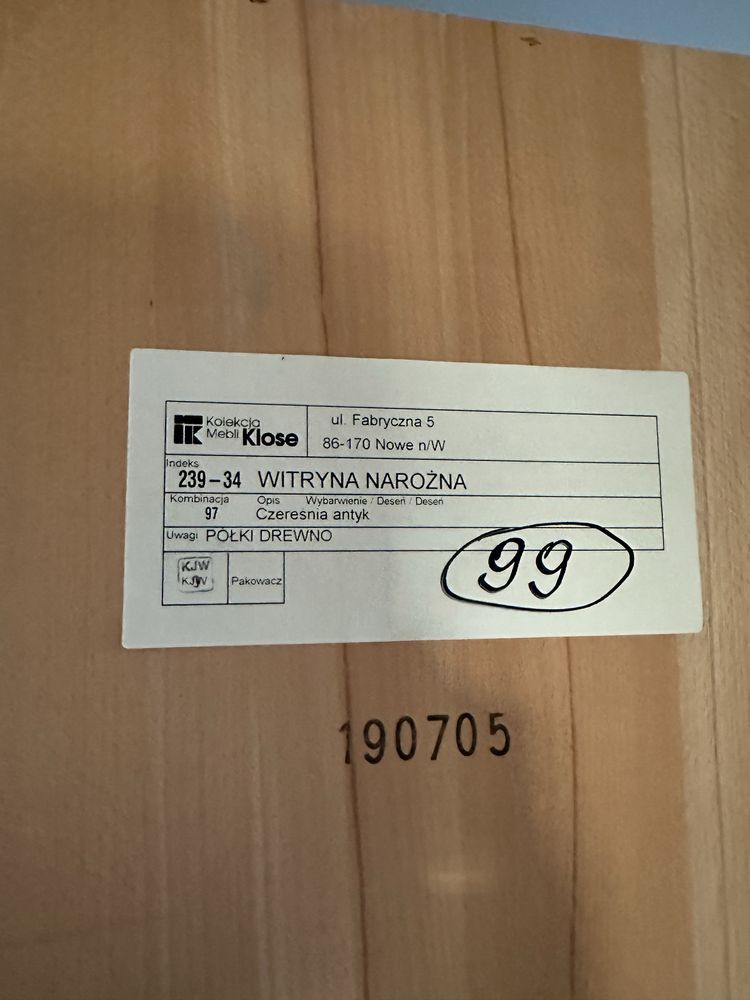 Kolekcja
Mebli Klose
ul. Fabryczna 5
86-170 Nowe n/W
Indeks
239-34 WITRYNA NAROŻNA
Kombinacja Opis Wybarwienie / Deseń / Deseń
97 Czereśnia antyk
Uwagi PÓŁKI DREWNO
KJW
KJW
Pakowacz
99
190705